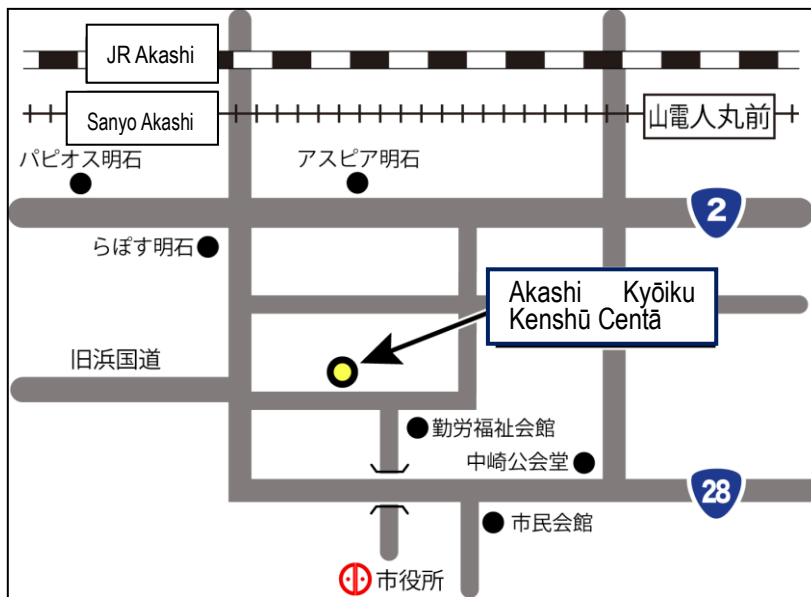 JR Akashi
Sanyo Akashi
山電人丸前
パピオス明石
アスピア明石
2
らぽす明石
Akashi Kyōiku
Kenshū Centā
旧浜国道
勤労福祉会館
中崎公会堂
28
市民会館
市役所